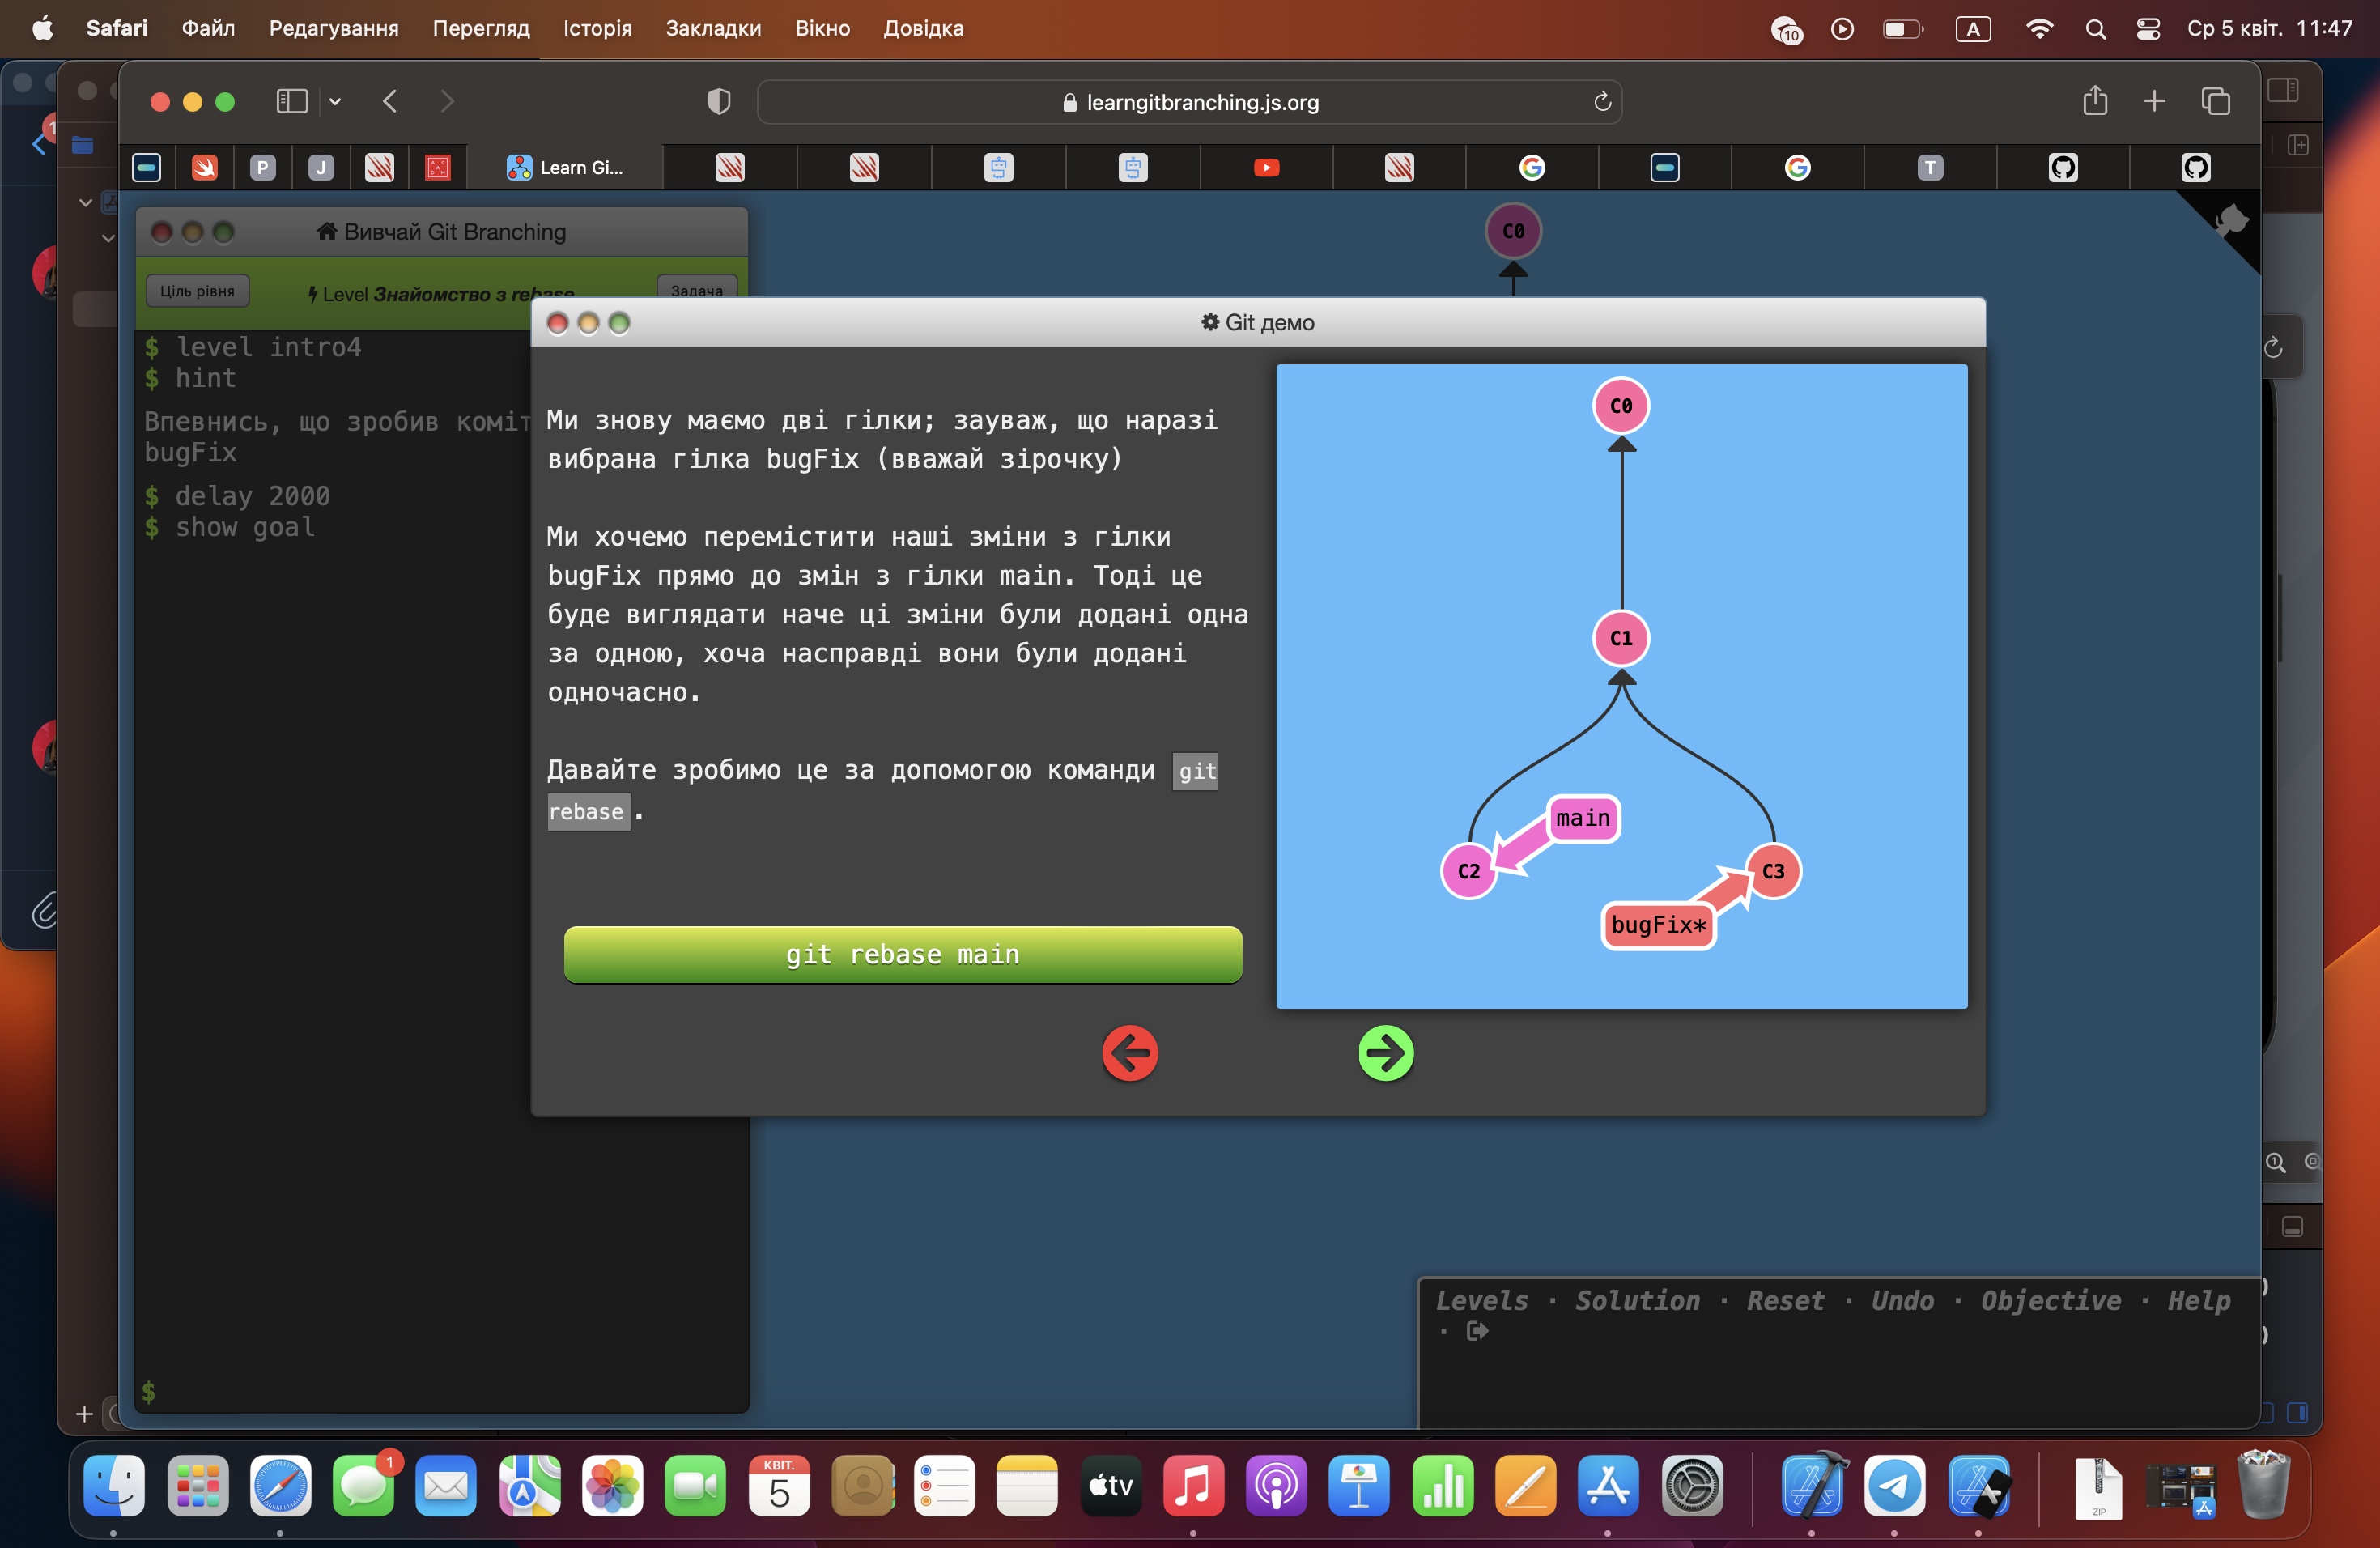 Safari Файл Редагування Перегляд Історія Закладки Вікно Довідка
10 A Ср 5 квіт. 11:47
learngitbranching.js.org
P J Learn Gi... T
Вивчай Git Branching
Ціль рівня Level Знайомство з rebase Задача
$ level intro4
$ hint
Впевнись, що зробив коміт
bugFix
$ delay 2000
$ show goal
$
C0
Git демо
Ми знову маємо дві гілки; зауваж, що наразі
вибрана гілка bugFix (вважай зірочку)
Ми хочемо перемістити наші зміни з гілки
bugFix прямо до змін з гілки main. Тоді це
буде виглядати наче ці зміни були додані одна
за одною, хоча насправді вони були додані
одночасно.
Давайте зробимо це за допомогою команди git
rebase.
git rebase main
C0
C1
main
C2
C3
bugFix*
Levels · Solution · Reset · Undo · Objective · Help
·
1
КВІТ.
5
tv
ZIP